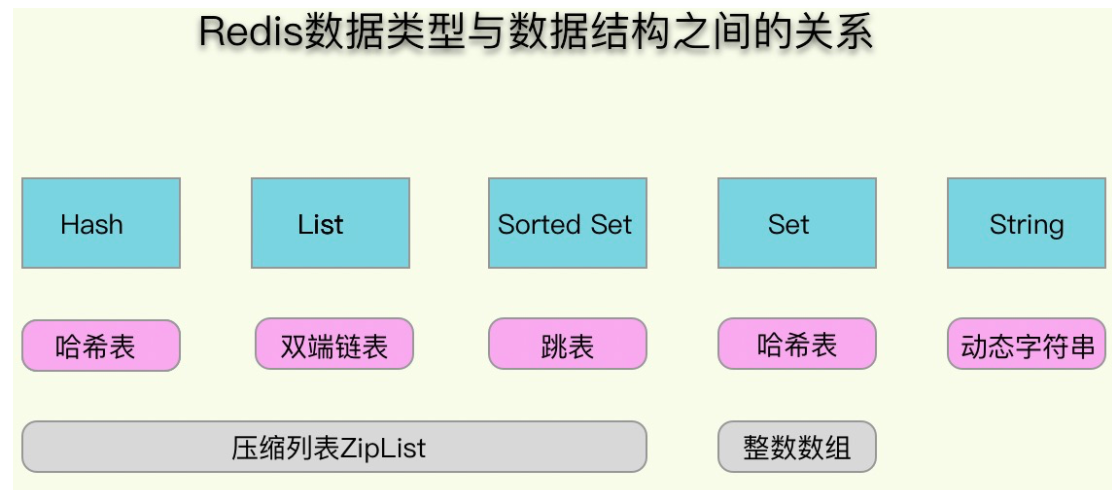 Redis数据类型与数据结构之间的关系
Hash
List
Sorted Set
Set
String
哈希表
双端链表
跳表
哈希表
动态字符串
压缩列表ZipList
整数数组